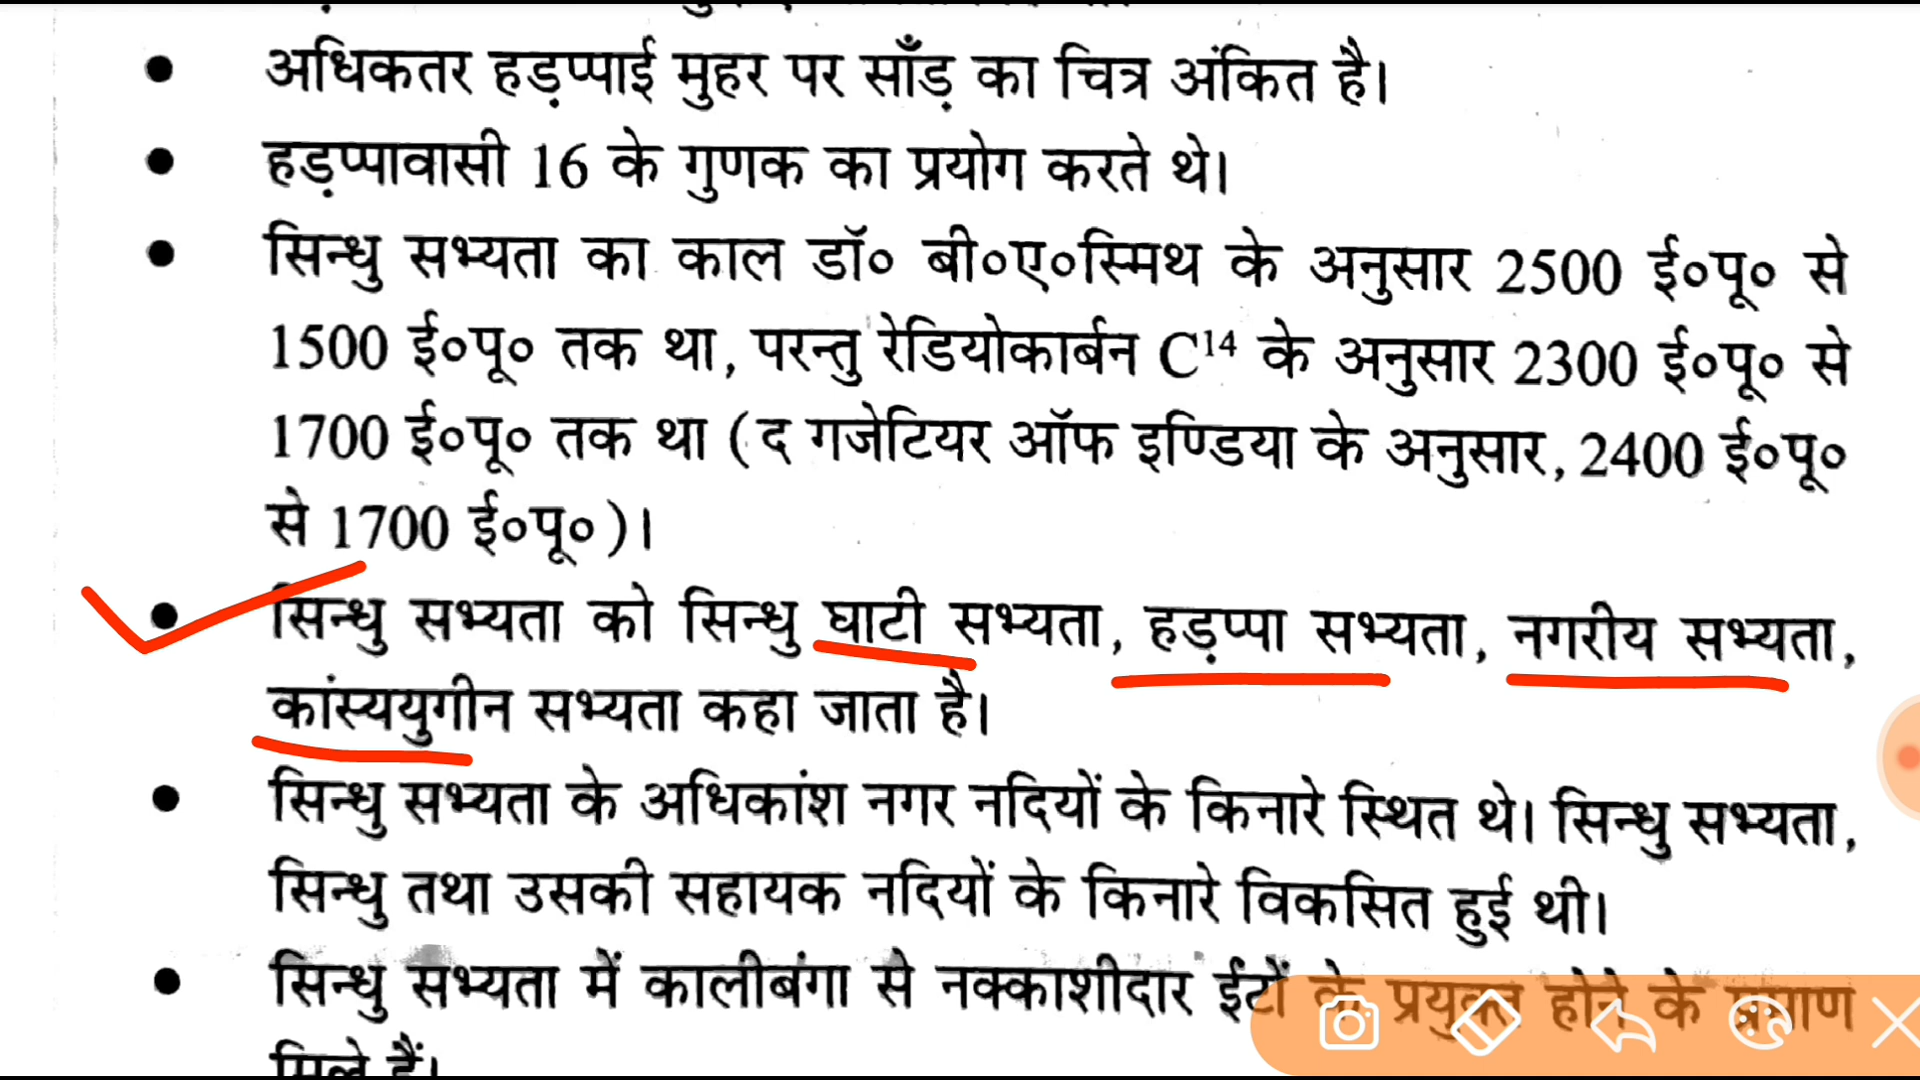 ● अधिकतर हड़प्पाई मुहर पर साँड़ का चित्र अंकित है।
● हड़प्पावासी 16 के गुणक का प्रयोग करते थे।
● सिन्धु सभ्यता का काल डॉ० बी०ए०स्मिथ के अनुसार 2500 ई०पू० से
1500 ई०पू० तक था, परन्तु रेडियोकार्बन C¹⁴ के अनुसार 2300 ई०पू० से
1700 ई०पू० तक था (द गजेटियर ऑफ इण्डिया के अनुसार, 2400 ई०पू०
से 1700 ई०पू०)।
● सिन्धु सभ्यता को सिन्धु घाटी सभ्यता, हड़प्पा सभ्यता, नगरीय सभ्यता,
कांस्ययुगीन सभ्यता कहा जाता है।
● सिन्धु सभ्यता के अधिकांश नगर नदियों के किनारे स्थित थे। सिन्धु सभ्यता,
सिन्धु तथा उसकी सहायक नदियों के किनारे विकसित हुई थी।
● सिन्धु सभ्यता में कालीबंगा से नक्काशीदार ईटों के प्रयुक्त होने के प्रमाण
मिले हैं।